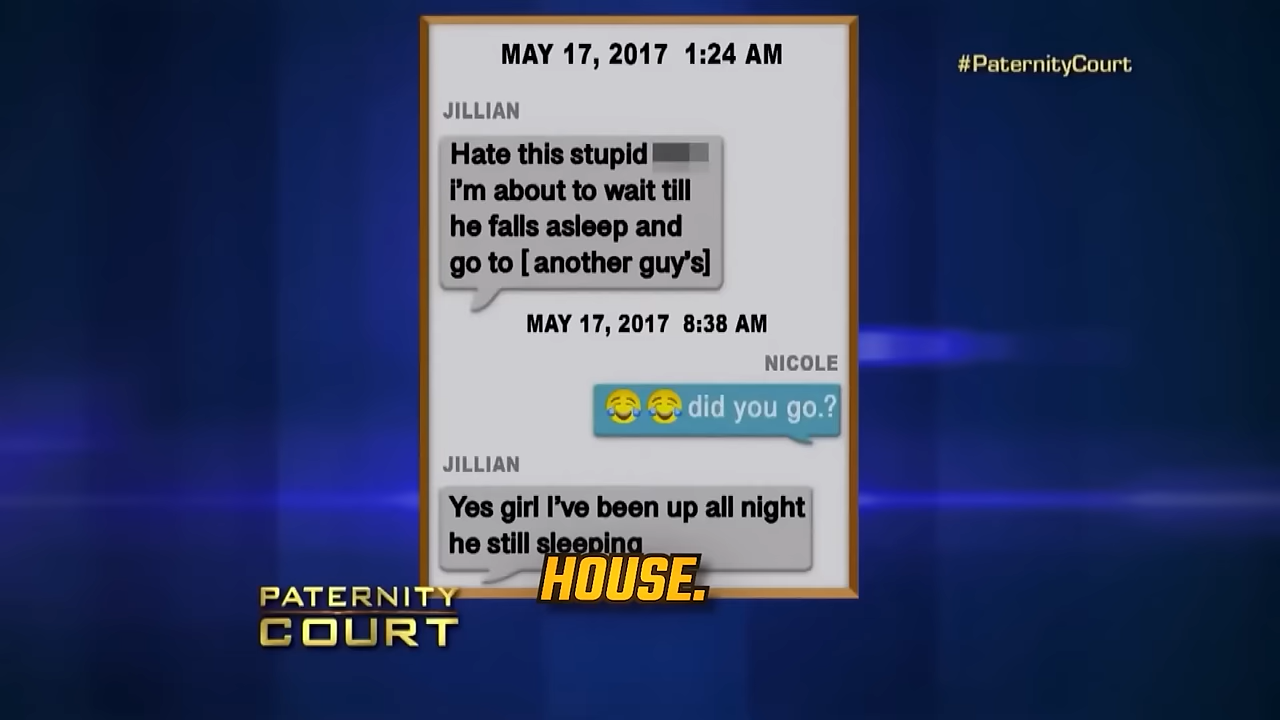 MAY 17, 2017 1:24 AM
#PaternityCourt
JILLIAN
Hate this stupid
i'm about to wait till
he falls asleep and
go to [another guy's]
MAY 17, 2017 8:38 AM
NICOLE
😂😂 did you go.?
JILLIAN
Yes girl I've been up all night
he still sleeping
HOUSE.
PATERNITY
COURT